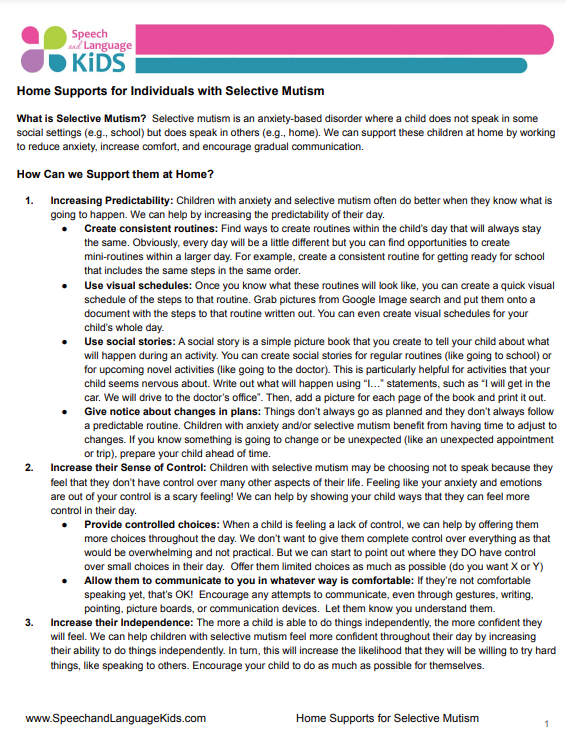 Speech
and Language
KiDS
Home Supports for Individuals with Selective Mutism
What is Selective Mutism? Selective mutism is an anxiety-based disorder where a child does not speak in some
social settings (e.g., school) but does speak in others (e.g., home). We can support these children at home by working
to reduce anxiety, increase comfort, and encourage gradual communication.
How Can we Support them at Home?
1. Increasing Predictability: Children with anxiety and selective mutism often do better when they know what is
going to happen. We can help by increasing the predictability of their day.
● Create consistent routines: Find ways to create routines within the child's day that will always stay
the same. Obviously, every day will be a little different but you can find opportunities to create
mini-routines within a larger day. For example, create a consistent routine for getting ready for school
that includes the same steps in the same order.
● Use visual schedules: Once you know what these routines will look like, you can create a quick visual
schedule of the steps to that routine. Grab pictures from Google Image search and put them onto a
document with the steps to that routine written out. You can even create visual schedules for your
child's whole day.
● Use social stories: A social story is a simple picture book that you create to tell your child about what
will happen during an activity. You can create social stories for regular routines (like going to school) or
for upcoming novel activities (like going to the doctor). This is particularly helpful for activities that your
child seems nervous about. Write out what will happen using “I…” statements, such as “I will get in the
car. We will drive to the doctor's office”. Then, add a picture for each page of the book and print it out.
● Give notice about changes in plans: Things don't always go as planned and they don't always follow
a predictable routine. Children with anxiety and/or selective mutism benefit from having time to adjust to
changes. If you know something is going to change or be unexpected (like an unexpected appointment
or trip), prepare your child ahead of time.
2. Increase their Sense of Control: Children with selective mutism may be choosing not to speak because they
feel that they don't have control over many other aspects of their life. Feeling like your anxiety and emotions
are out of your control is a scary feeling! We can help by showing your child ways that they can feel more
control in their day.
● Provide controlled choices: When a child is feeling a lack of control, we can help by offering them
more choices throughout the day. We don't want to give them complete control over everything as that
would be overwhelming and not practical. But we can start to point out where they DO have control
over small choices in their day. Offer them limited choices as much as possible (do you want X or Y)
● Allow them to communicate to you in whatever way is comfortable: If they're not comfortable
speaking yet, that's OK! Encourage any attempts to communicate, even through gestures, writing,
pointing, picture boards, or communication devices. Let them know you understand them.
3. Increase their Independence: The more a child is able to do things independently, the more confident they
will feel. We can help children with selective mutism feel more confident throughout their day by increasing
their ability to do things independently. In turn, this will increase the likelihood that they will be willing to try hard
things, like speaking to others. Encourage your child to do as much as possible for themselves.
www.SpeechandLanguageKids.com Home Supports for Selective Mutism 1